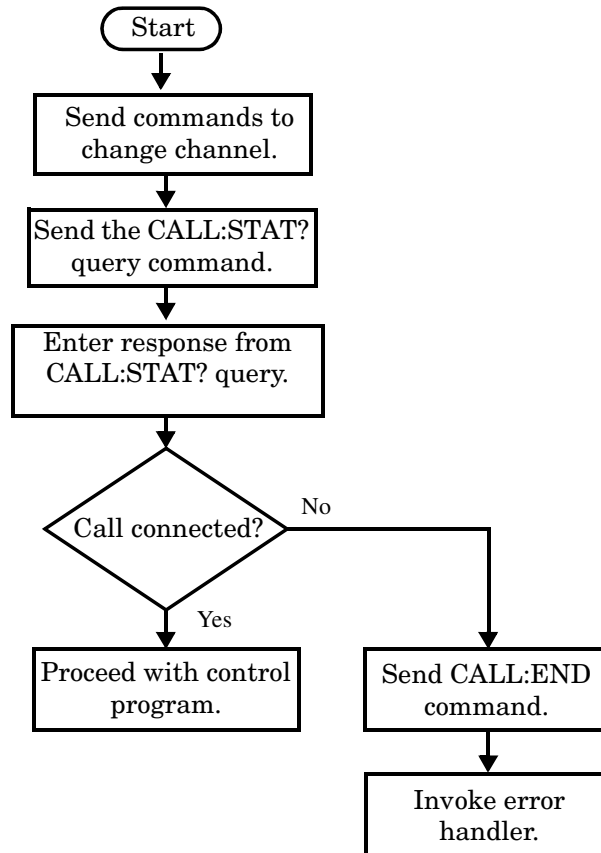 Start
Send commands to
change channel.
Send the CALL:STAT?
query command.
Enter response from
CALL:STAT? query.
Call connected?
No
Yes
Proceed with control
program.
Send CALL:END
command.
Invoke error
handler.